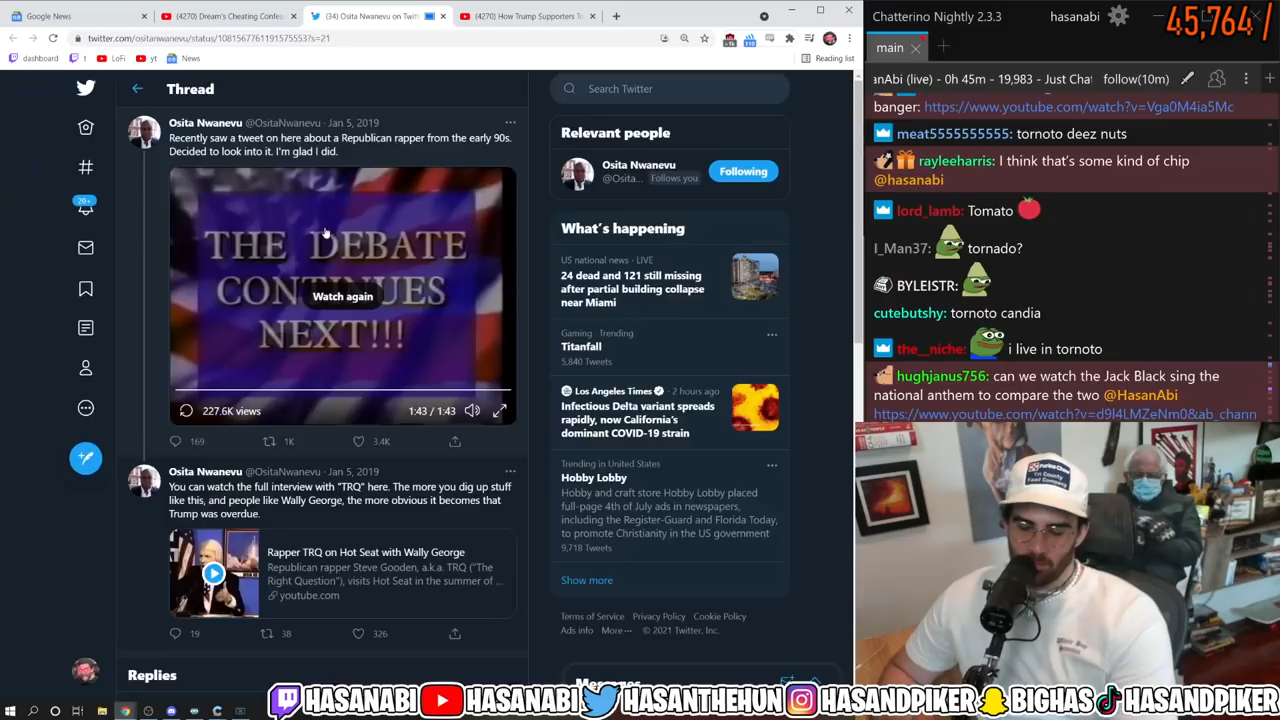 Google News
(4270) Dream's Cheating Confes
(34) Osita Nwanevu on Twitt
(4270) How Trump Supporters To
twitter.com/ositanwanevu/status/1081567761191575553?s=21
dashboard
t
LoFi
yt
News
Reading list
Thread
Osita Nwanevu @OsitaNwanevu · Jan 5, 2019
Recently saw a tweet on here about a Republican rapper from the early 90s.
Decided to look into it. I'm glad I did.
THE DEBATE
CONTINUES
NEXT!!!
Watch again
227.6K views
1:43 / 1:43
169
1K
3.4K
Osita Nwanevu @OsitaNwanevu · Jan 5, 2019
You can watch the full interview with "TRQ" here. The more you dig up stuff
like this, and people like Wally George, the more obvious it becomes that
Trump was overdue.
Rapper TRQ on Hot Seat with Wally George
Republican rapper Steve Gooden, a.k.a. TRQ ("The
Right Question"), visits Hot Seat in the summer of ...
youtube.com
19
38
326
Replies
20+
Search Twitter
Relevant people
Osita Nwanevu
@Osita... Follows you
Following
What's happening
US national news · LIVE
24 dead and 121 still missing
after partial building collapse
near Miami
Gaming · Trending
Titanfall
5,840 Tweets
Los Angeles Times · 2 hours ago
Infectious Delta variant spreads
rapidly, now California's
dominant COVID-19 strain
Trending in United States
Hobby Lobby
Hobby and craft store Hobby Lobby placed
full-page 4th of July ads in newspapers,
including the Register-Guard and Florida Today,
to promote Christianity in the US government
9,718 Tweets
Show more
Terms of Service Privacy Policy Cookie Policy
Ads info More ··· © 2021 Twitter, Inc.
Messages
Chatterino Nightly 2.3.3
hasanabi
45,764 /
main
anAbi (live) - 0h 45m - 19,983 - Just Chat
follow(10m)
banger: https://www.youtube.com/watch?v=Vga0M4ia5Mc
meat5555555555: tornoto deez nuts
rayleeharris: I think that's some kind of chip
@hasanabi
lord_lamb: Tomato
I_Man37: tornado?
BYLEISTR:
cutebutshy: tornoto candia
the__niche: i live in tornoto
hughjanus756: can we watch the Jack Black sing the
national anthem to compare the two @HasanAbi
https://www.youtube.com/watch?v=d9l4LMZeNm0&ab_chann
HASANABI
HASANABI
HASANTHEHUN
HASANDPIKER
BIGHAS
HASANDPIKER